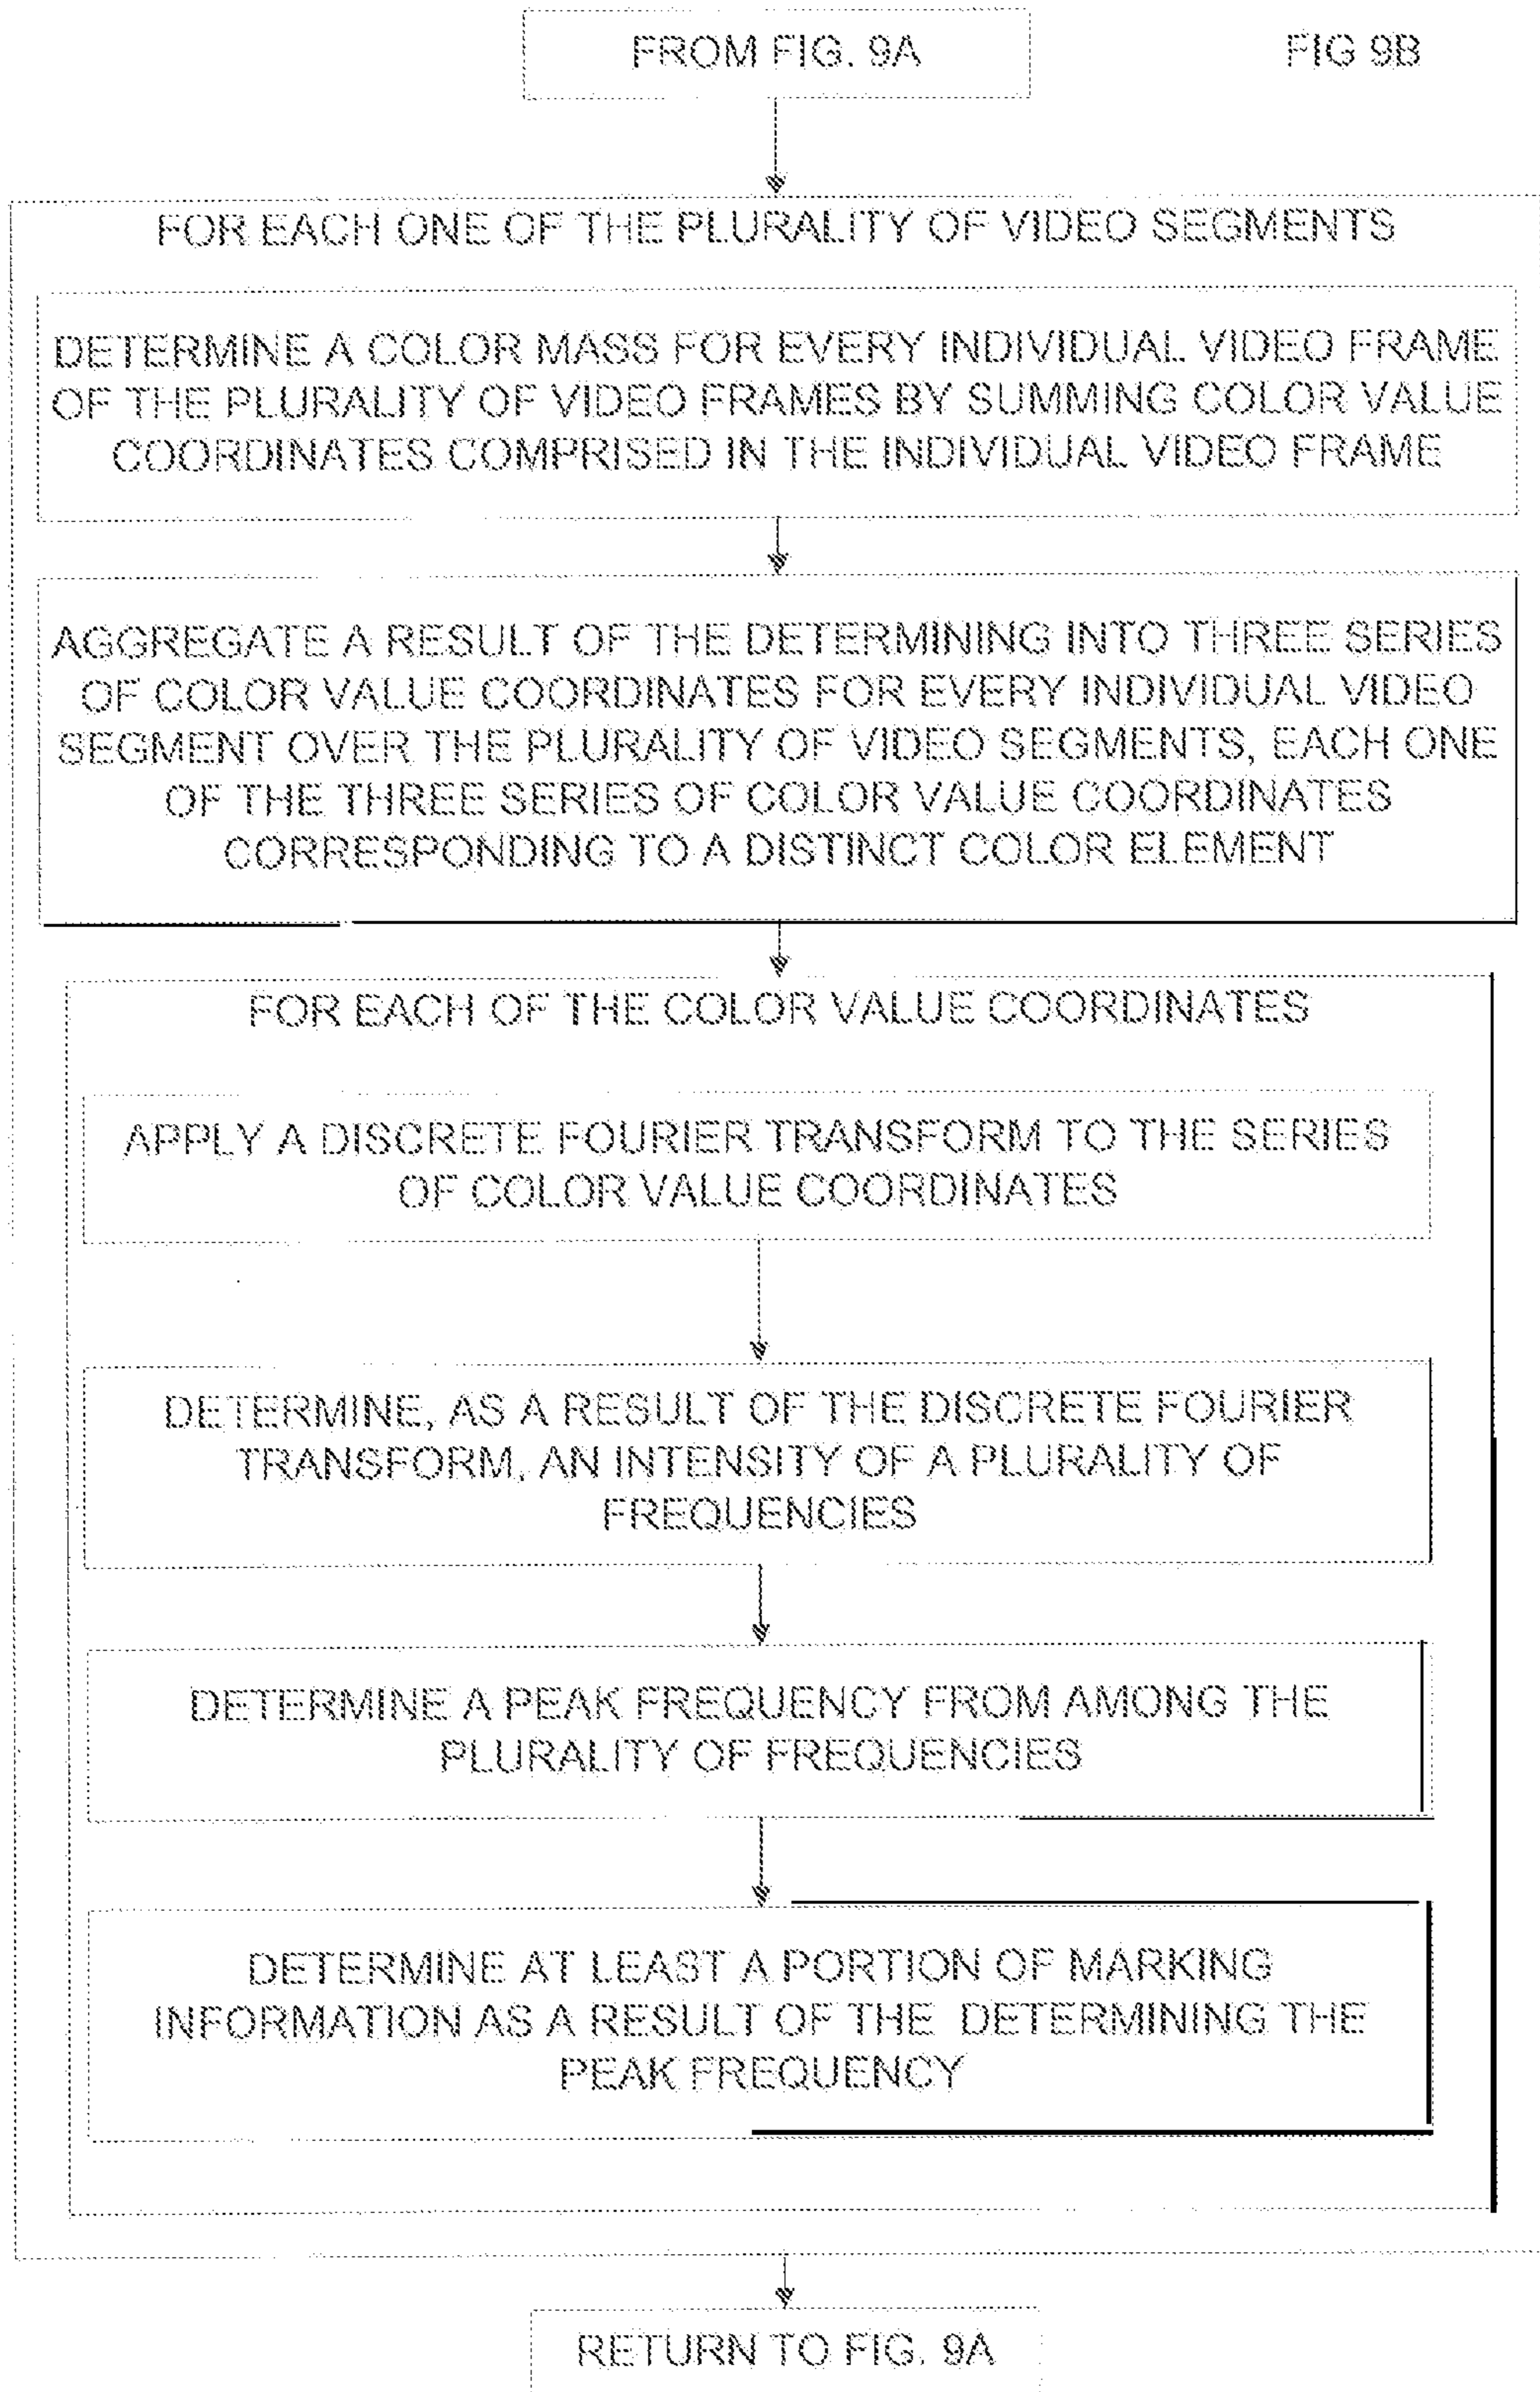 FROM FIG. 9A
FIG 9B
FOR EACH ONE OF THE PLURALITY OF VIDEO SEGMENTS
DETERMINE A COLOR MASS FOR EVERY INDIVIDUAL VIDEO FRAME
OF THE PLURALITY OF VIDEO FRAMES BY SUMMING COLOR VALUE
COORDINATES COMPRISED IN THE INDIVIDUAL VIDEO FRAME
AGGREGATE A RESULT OF THE DETERMINING INTO THREE SERIES
OF COLOR VALUE COORDINATES FOR EVERY INDIVIDUAL VIDEO
SEGMENT OVER THE PLURALITY OF VIDEO SEGMENTS, EACH ONE
OF THE THREE SERIES OF COLOR VALUE COORDINATES
CORRESPONDING TO A DISTINCT COLOR ELEMENT
FOR EACH OF THE COLOR VALUE COORDINATES
APPLY A DISCRETE FOURIER TRANSFORM TO THE SERIES
OF COLOR VALUE COORDINATES
DETERMINE, AS A RESULT OF THE DISCRETE FOURIER
TRANSFORM, AN INTENSITY OF A PLURALITY OF
FREQUENCIES
DETERMINE A PEAK FREQUENCY FROM AMONG THE
PLURALITY OF FREQUENCIES
DETERMINE AT LEAST A PORTION OF MARKING
INFORMATION AS A RESULT OF THE DETERMINING THE
PEAK FREQUENCY
RETURN TO FIG. 9A